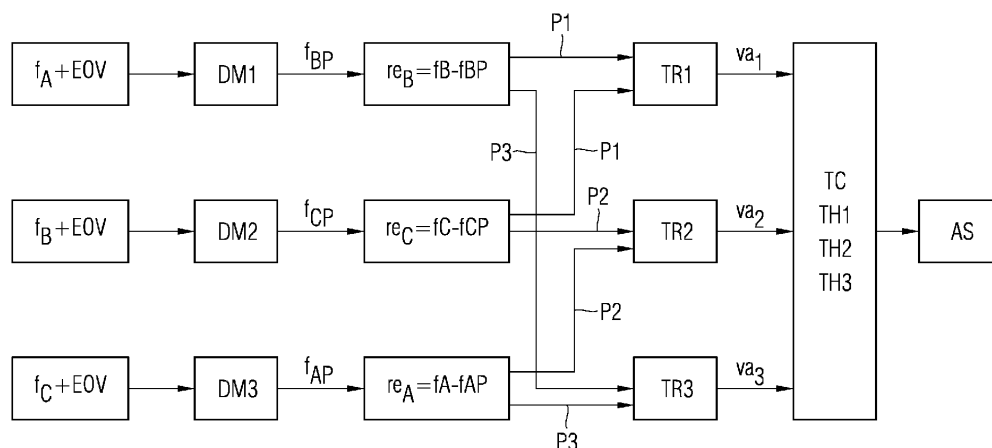 P1
f_A+EOV
DM1
f_BP
re_B=fB-fBP
TR1
va_1
P3
P1
f_B+EOV
DM2
f_CP
re_C=fC-fCP
P2
TR2
va_2
TC
TH1
TH2
TH3
AS
P2
f_C+EOV
DM3
f_AP
re_A=fA-fAP
TR3
va_3
P3